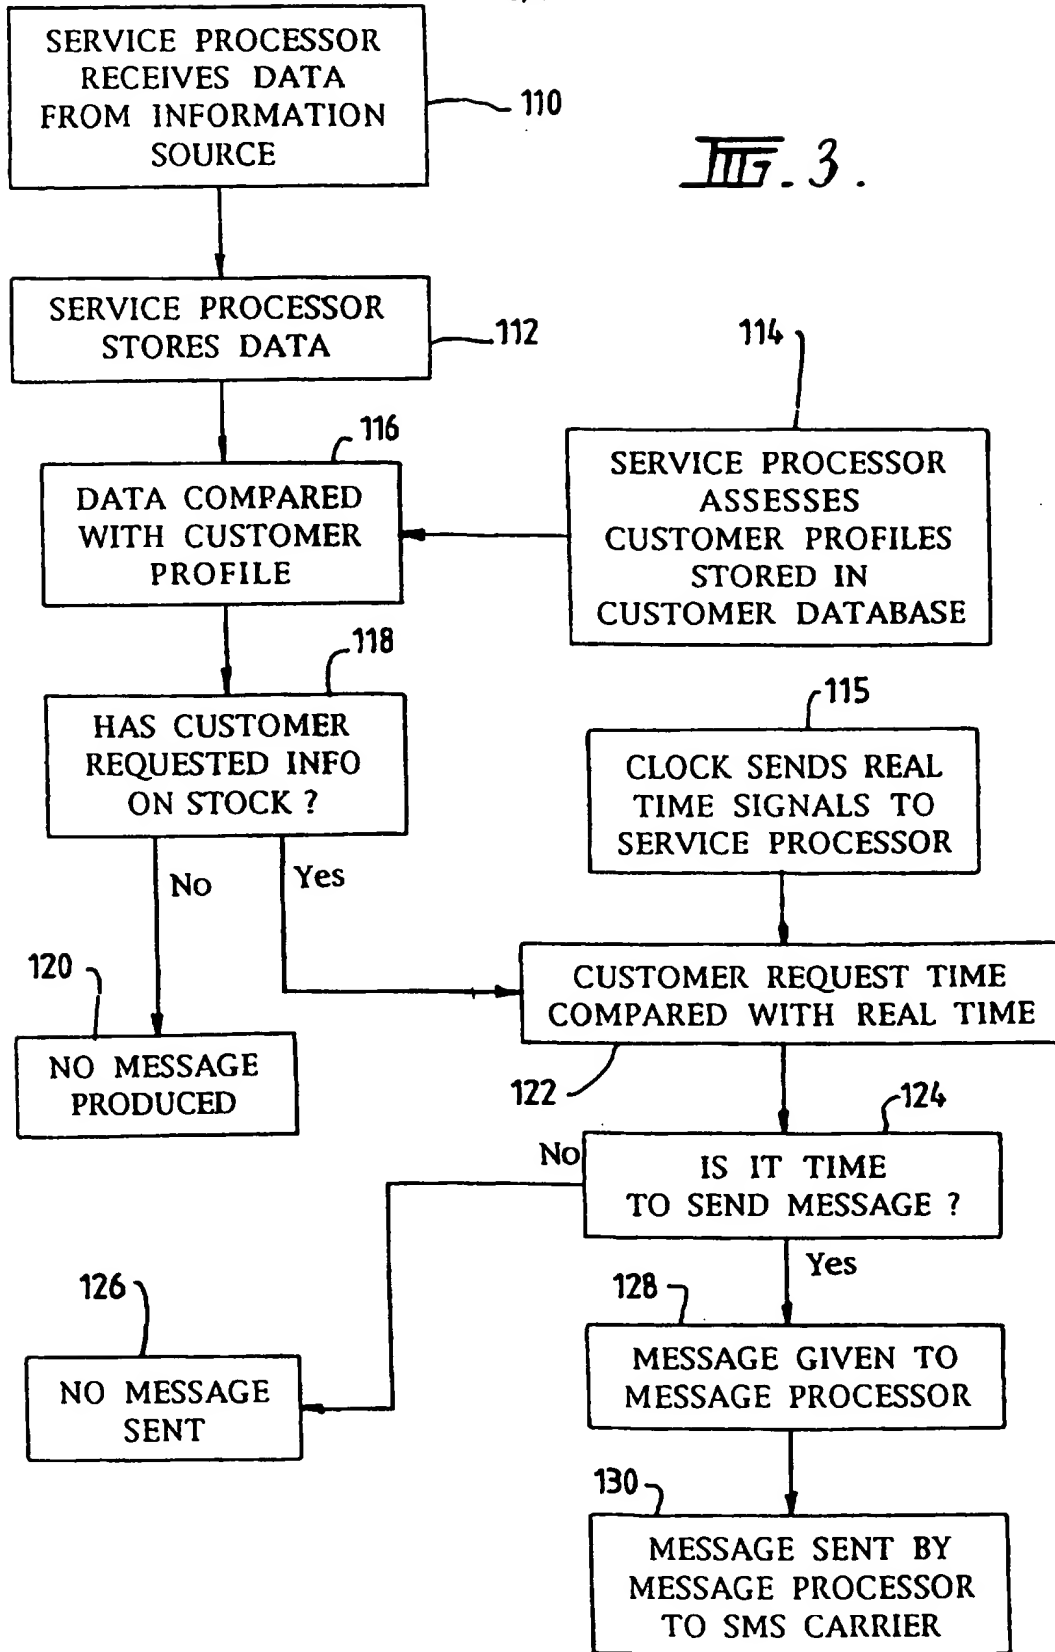 SERVICE PROCESSOR
RECEIVES DATA
FROM INFORMATION
SOURCE
110
FIG. 3.
SERVICE PROCESSOR
STORES DATA
112
114
116
DATA COMPARED
WITH CUSTOMER
PROFILE
SERVICE PROCESSOR
ASSESSES
CUSTOMER PROFILES
STORED IN
CUSTOMER DATABASE
118
HAS CUSTOMER
REQUESTED INFO
ON STOCK ?
115
CLOCK SENDS REAL
TIME SIGNALS TO
SERVICE PROCESSOR
No
Yes
120
NO MESSAGE
PRODUCED
CUSTOMER REQUEST TIME
COMPARED WITH REAL TIME
122
124
No
IS IT TIME
TO SEND MESSAGE ?
Yes
126
NO MESSAGE
SENT
128
MESSAGE GIVEN TO
MESSAGE PROCESSOR
130
MESSAGE SENT BY
MESSAGE PROCESSOR
TO SMS CARRIER